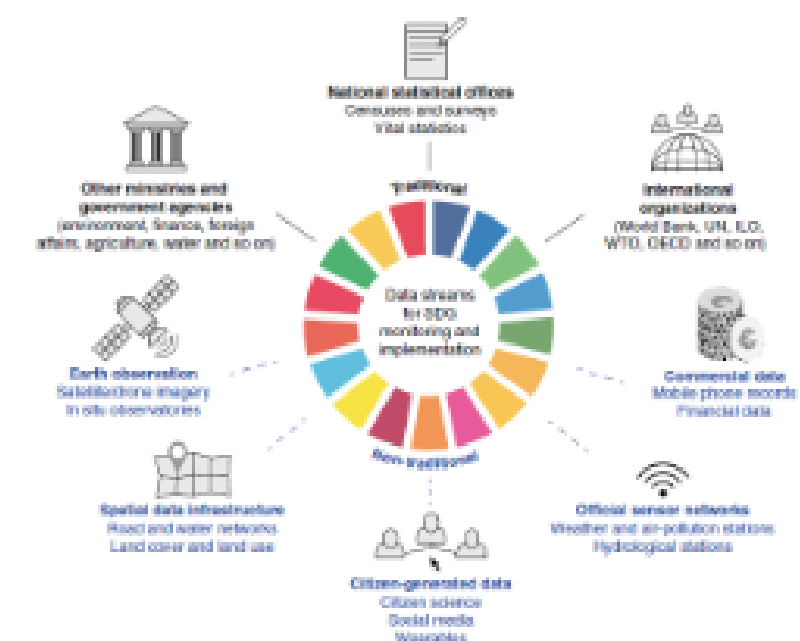 National statistical offices
Censuses and surveys
Vital statistics
Other ministries and
government agencies
(environment, finance, foreign
affairs, agriculture, water and so on)
International
organizations
(World Bank, UN, ILO,
WTO, OECD and so on)
Traditional
Data streams
for SDG
monitoring and
implementation
Non-traditional
Earth observation
Satellite/drone imagery
In situ observatories
Commercial data
Mobile phone records
Financial data
Spatial data infrastructure
Road and water networks
Land cover and land use
Official sensor networks
Weather and air-pollution stations
Hydrological stations
Citizen-generated data
Citizen science
Social media
Wearables